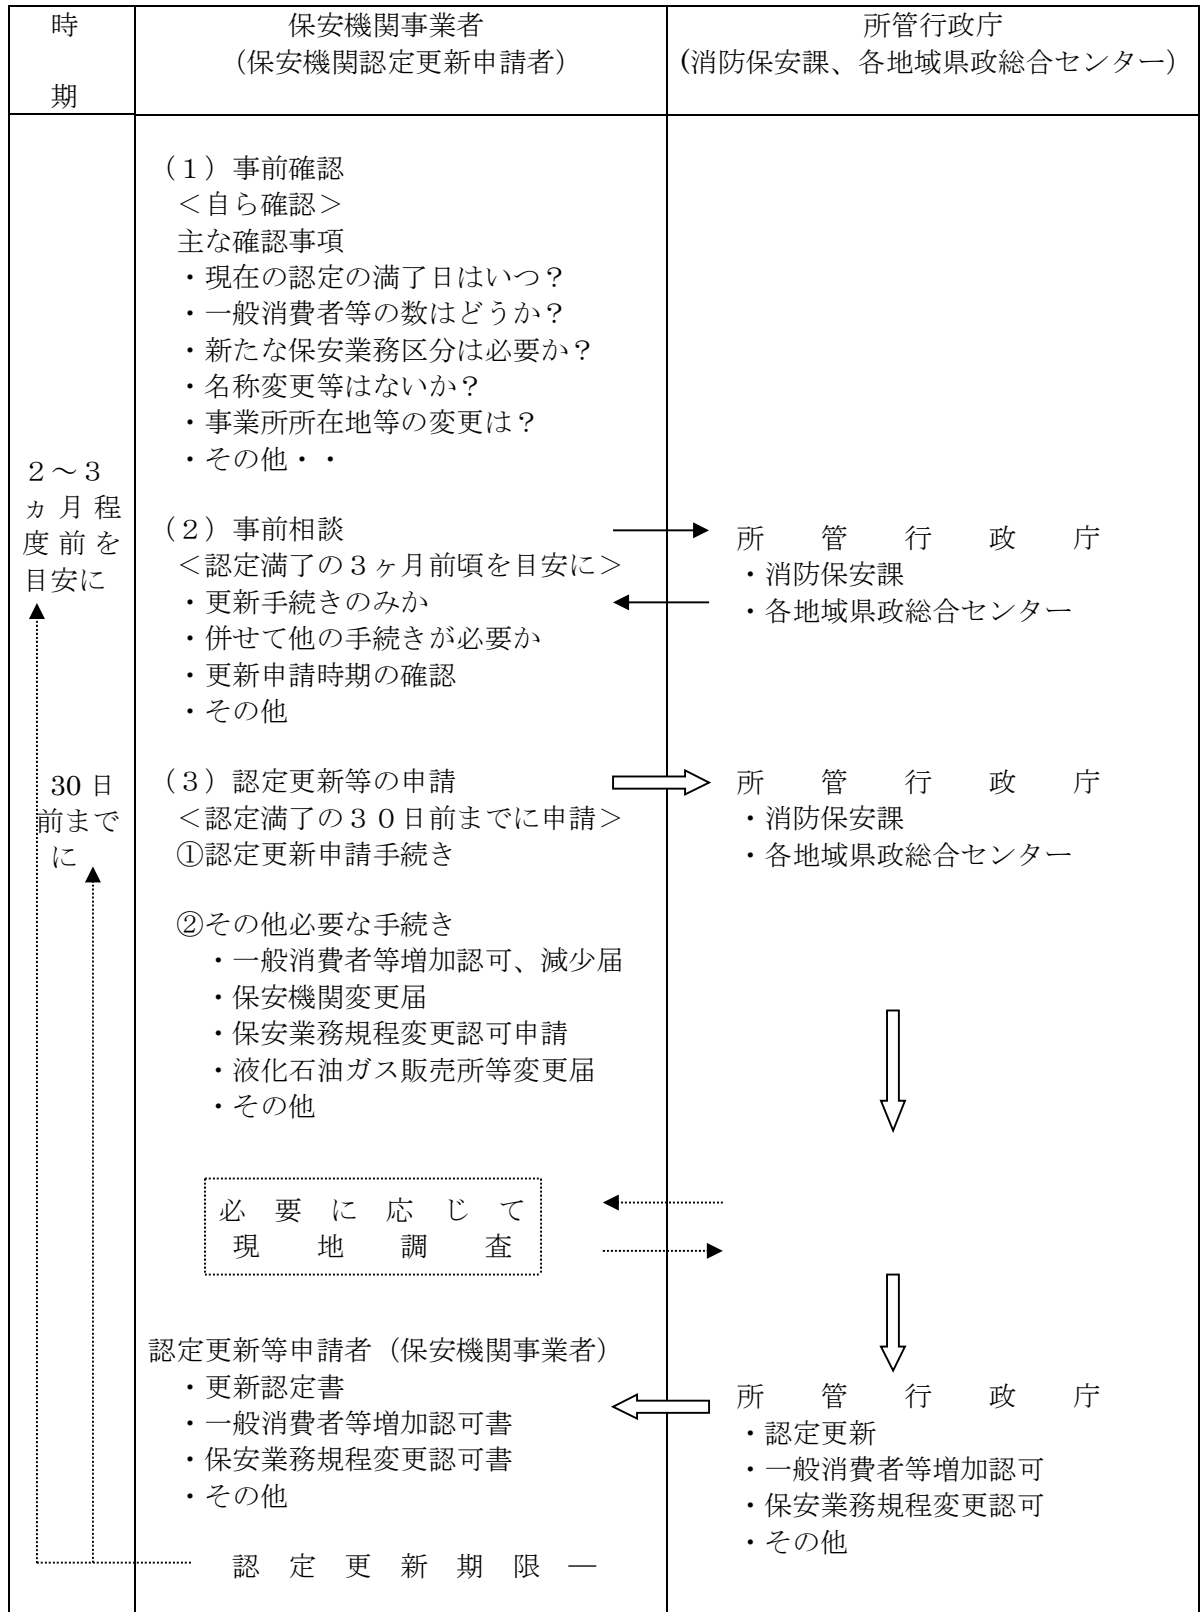 時
期
保安機関事業者
（保安機関認定更新申請者）
所管行政庁
(消防保安課、各地域県政総合センター）
２～３
ヵ月程
度前を
目安に
30日
前まで
に
（１）事前確認
＜自ら確認＞
主な確認事項
・現在の認定の満了日はいつ？
・一般消費者等の数はどうか？
・新たな保安業務区分は必要か？
・名称変更等はないか？
・事業所所在地等の変更は？
・その他・・
（２）事前相談
＜認定満了の３ヶ月前頃を目安に＞
・更新手続きのみか
・併せて他の手続きが必要か
・更新申請時期の確認
・その他
所管行政庁
・消防保安課
・各地域県政総合センター
（３）認定更新等の申請
＜認定満了の３０日前までに申請＞
①認定更新申請手続き
所管行政庁
・消防保安課
・各地域県政総合センター
②その他必要な手続き
・一般消費者等増加認可、減少届
・保安機関変更届
・保安業務規程変更認可申請
・液化石油ガス販売所等変更届
・その他
必要に応じて
現地調査
認定更新等申請者（保安機関事業者）
・更新認定書
・一般消費者等増加認可書
・保安業務規程変更認可書
・その他
所管行政庁
・認定更新
・一般消費者等増加認可
・保安業務規程変更認可
・その他
認定更新期限―